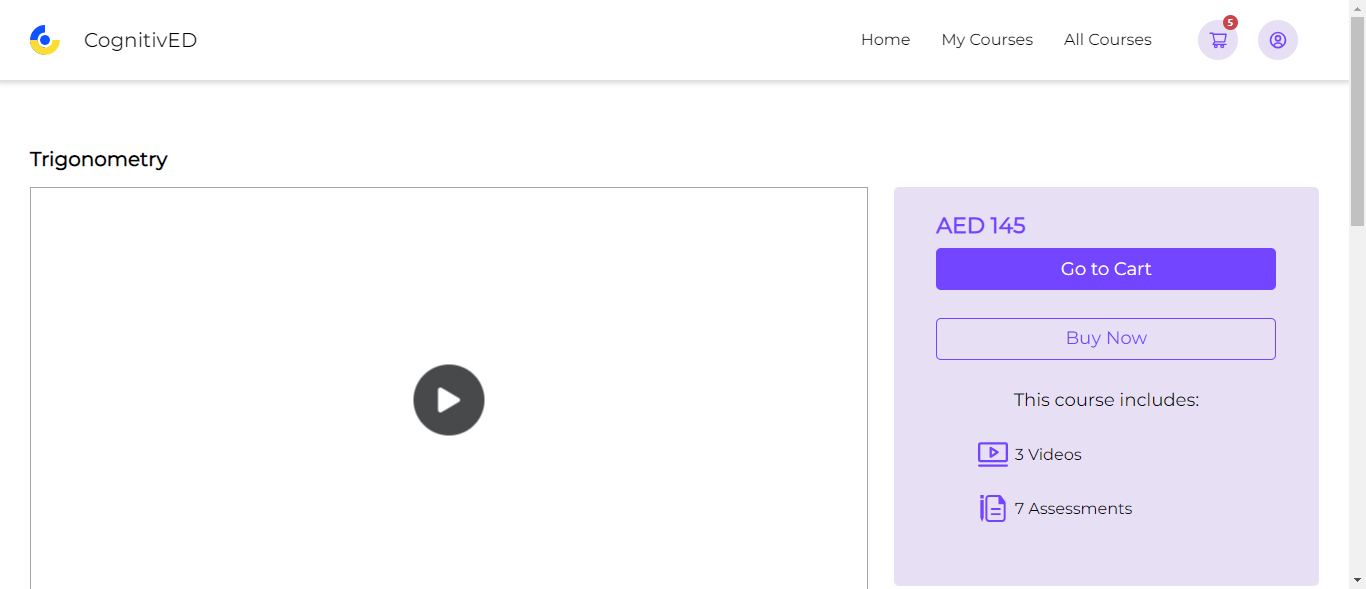 CognitivED
Home
My Courses
All Courses
5
Trigonometry
AED 145
Go to Cart
Buy Now
This course includes:
3 Videos
7 Assessments